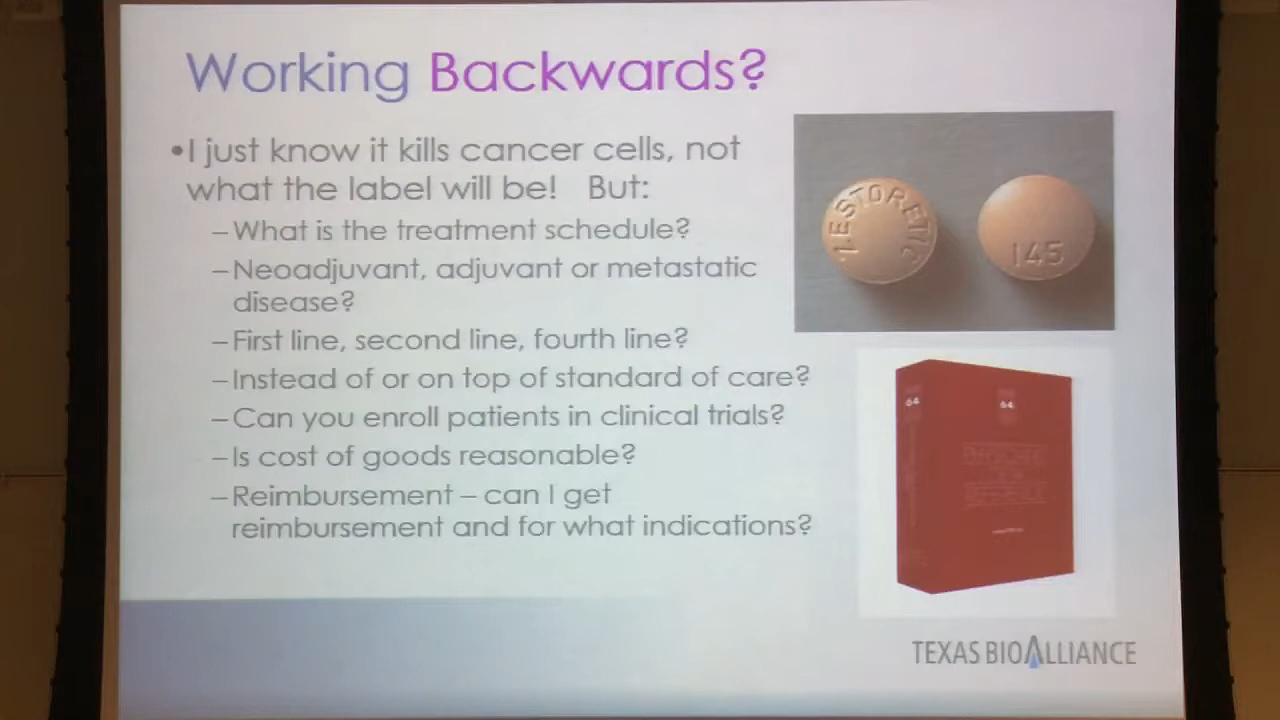 Working Backwards?
•I just know it kills cancer cells, not
what the label will be! But:
–What is the treatment schedule?
–Neoadjuvant, adjuvant or metastatic
disease?
–First line, second line, fourth line?
–Instead of or on top of standard of care?
–Can you enroll patients in clinical trials?
–Is cost of goods reasonable?
–Reimbursement – can I get
reimbursement and for what indications?
ZESTORETIC
145
64
64
TEXAS BIOALLIANCE